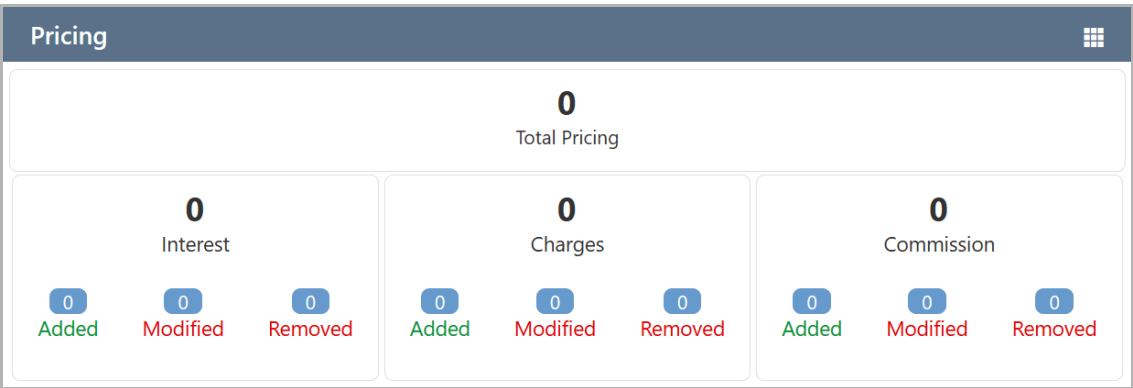 Pricing
0
Total Pricing
0
Interest
0 0 0
Added Modified Removed
0
Charges
0 0 0
Added Modified Removed
0
Commission
0 0 0
Added Modified Removed